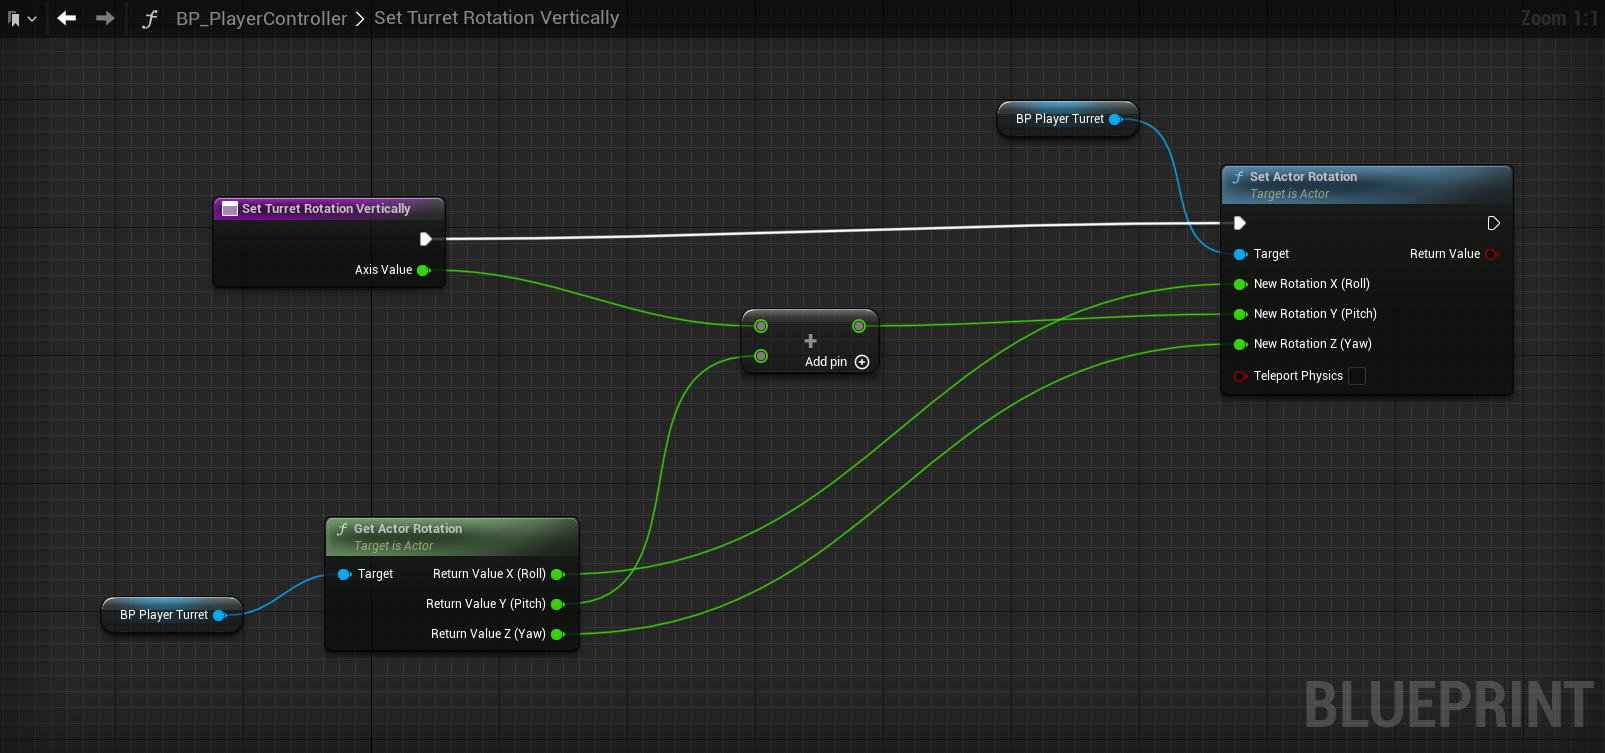 BP_PlayerController > Set Turret Rotation Vertically
Zoom 1:1
BP Player Turret
Set Actor Rotation
Target is Actor
Target
Return Value
New Rotation X (Roll)
New Rotation Y (Pitch)
New Rotation Z (Yaw)
Teleport Physics
Set Turret Rotation Vertically
Axis Value
Add pin
Get Actor Rotation
Target is Actor
Target
Return Value X (Roll)
Return Value Y (Pitch)
Return Value Z (Yaw)
BP Player Turret
BLUEPRINT